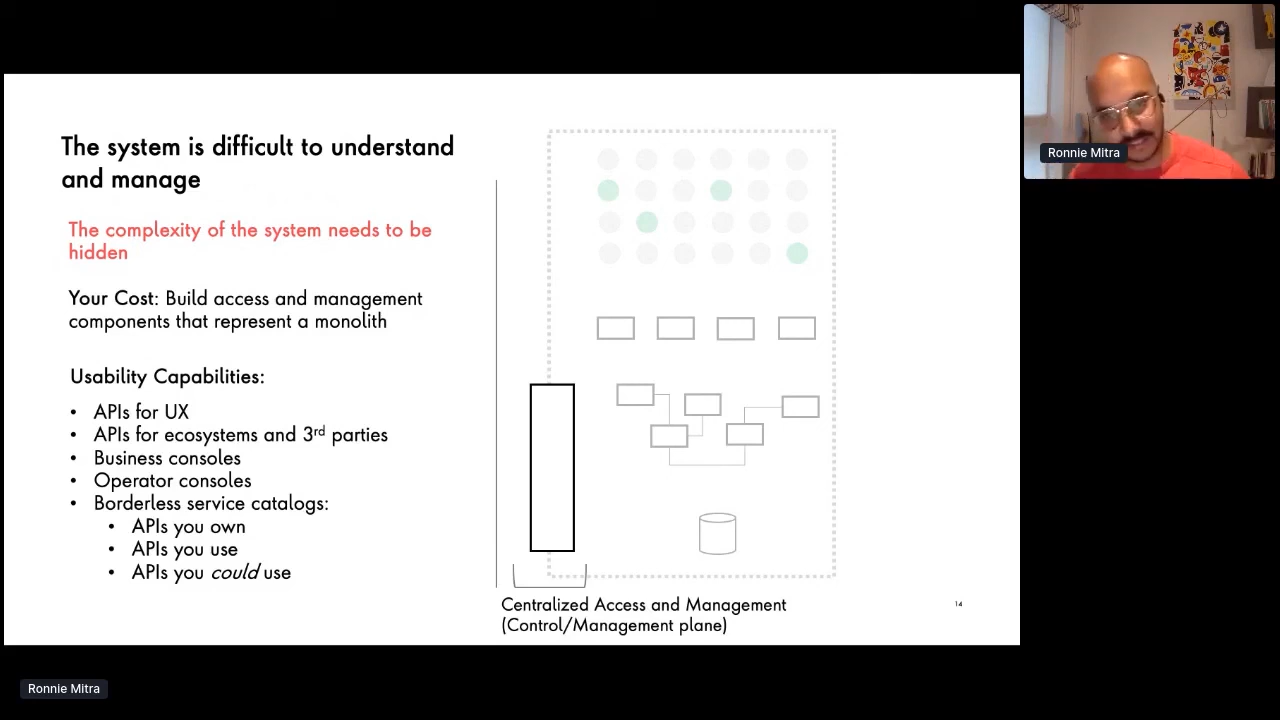 The system is difficult to understand
and manage
The complexity of the system needs to be
hidden
Your Cost: Build access and management
components that represent a monolith
Usability Capabilities:
• APIs for UX
• APIs for ecosystems and 3rd parties
• Business consoles
• Operator consoles
• Borderless service catalogs:
• APIs you own
• APIs you use
• APIs you could use
Centralized Access and Management
(Control/Management plane)
14
Ronnie Mitra
Ronnie Mitra